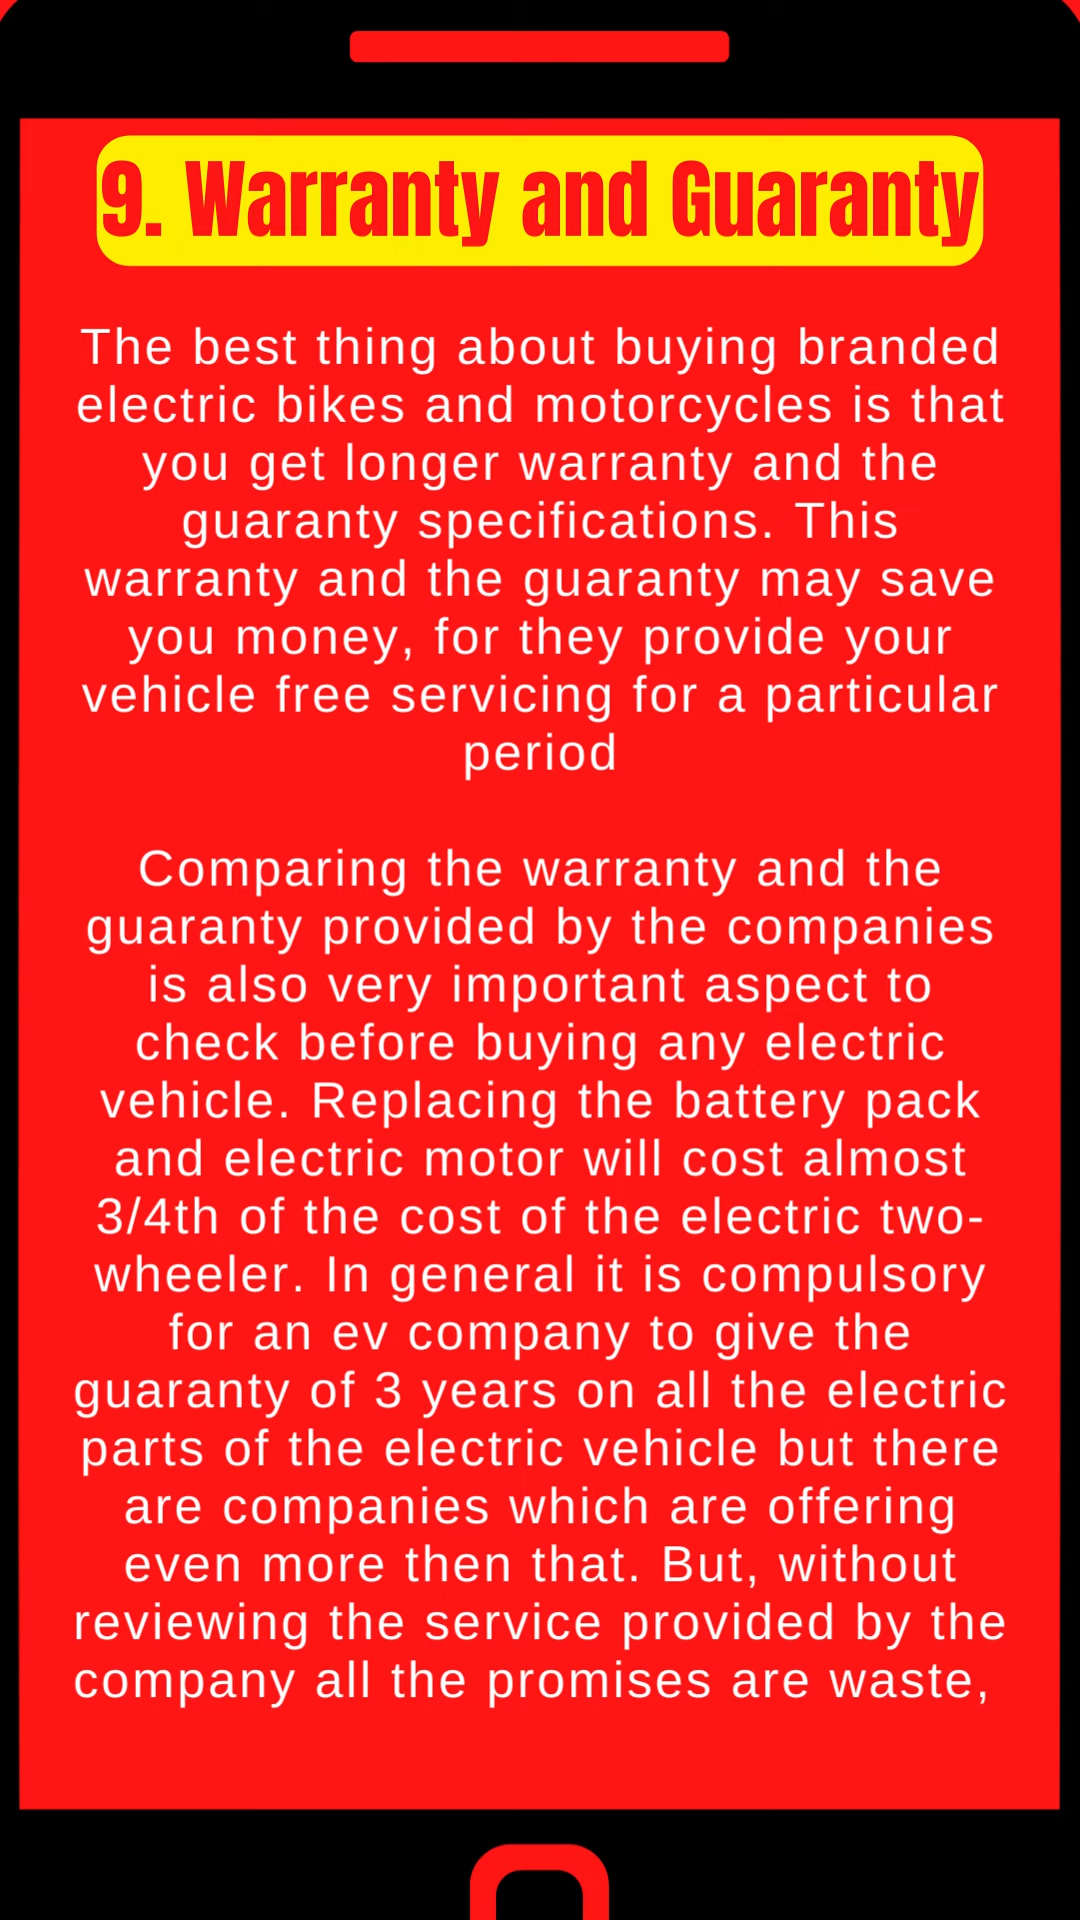 9. Warranty and Guaranty
The best thing about buying branded
electric bikes and motorcycles is that
you get longer warranty and the
guaranty specifications. This
warranty and the guaranty may save
you money, for they provide your
vehicle free servicing for a particular
period
Comparing the warranty and the
guaranty provided by the companies
is also very important aspect to
check before buying any electric
vehicle. Replacing the battery pack
and electric motor will cost almost
3/4th of the cost of the electric two-
wheeler. In general it is compulsory
for an ev company to give the
guaranty of 3 years on all the electric
parts of the electric vehicle but there
are companies which are offering
even more then that. But, without
reviewing the service provided by the
company all the promises are waste,